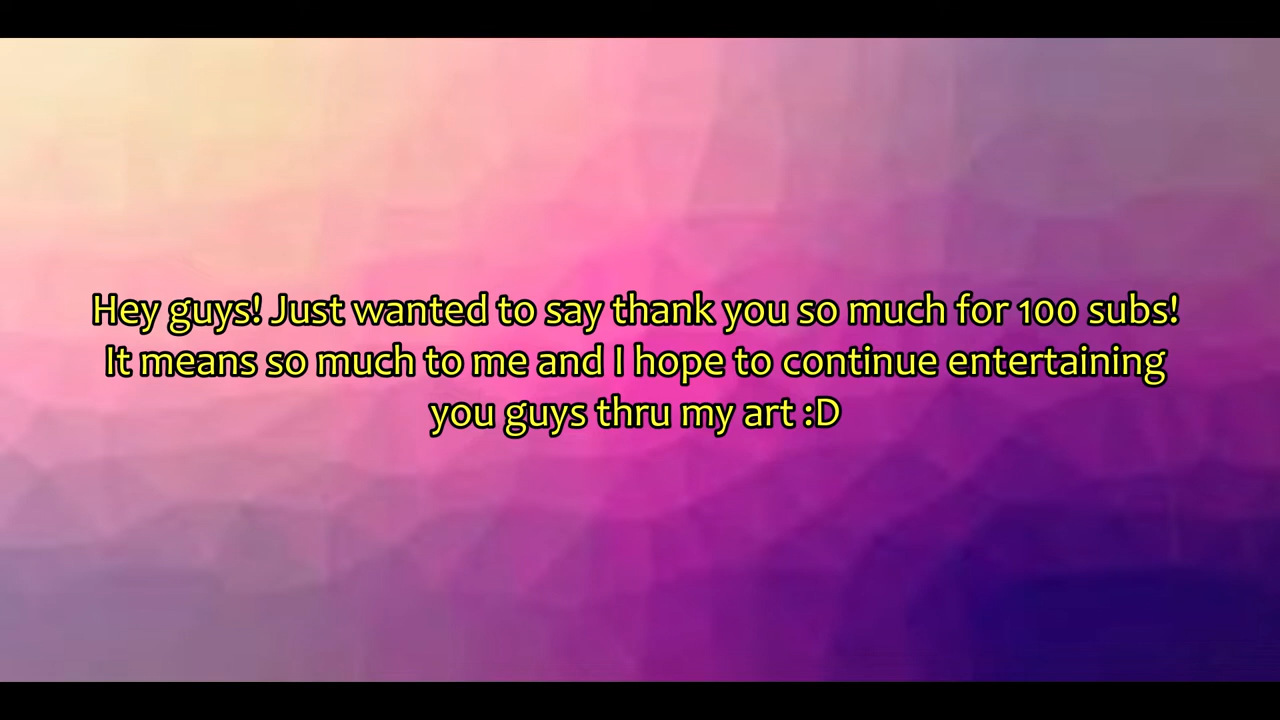 Hey guys! Just wanted to say thank you so much for 100 subs!
It means so much to me and I hope to continue entertaining
you guys thru my art :D